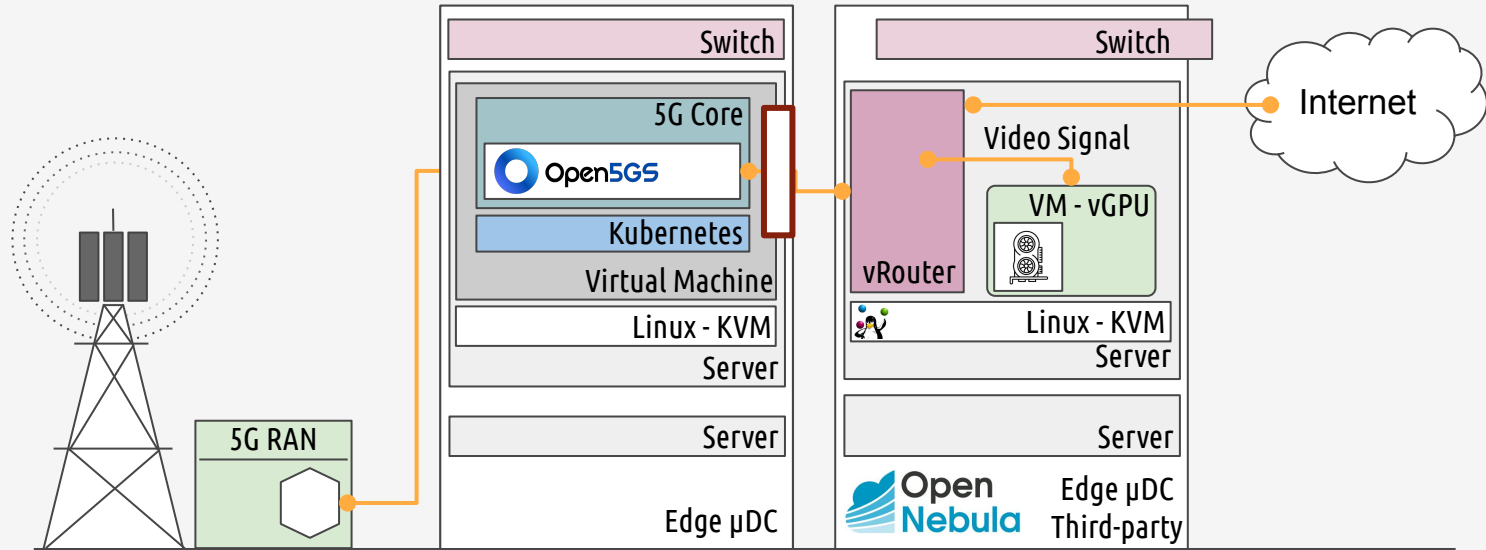 Switch
5G Core
Open5GS
Kubernetes
Virtual Machine
Linux - KVM
Server
Server
Edge µDC
5G RAN
Switch
Internet
Video Signal
VM - vGPU
vRouter
Linux - KVM
Server
Server
Open
Nebula
Edge µDC
Third-party